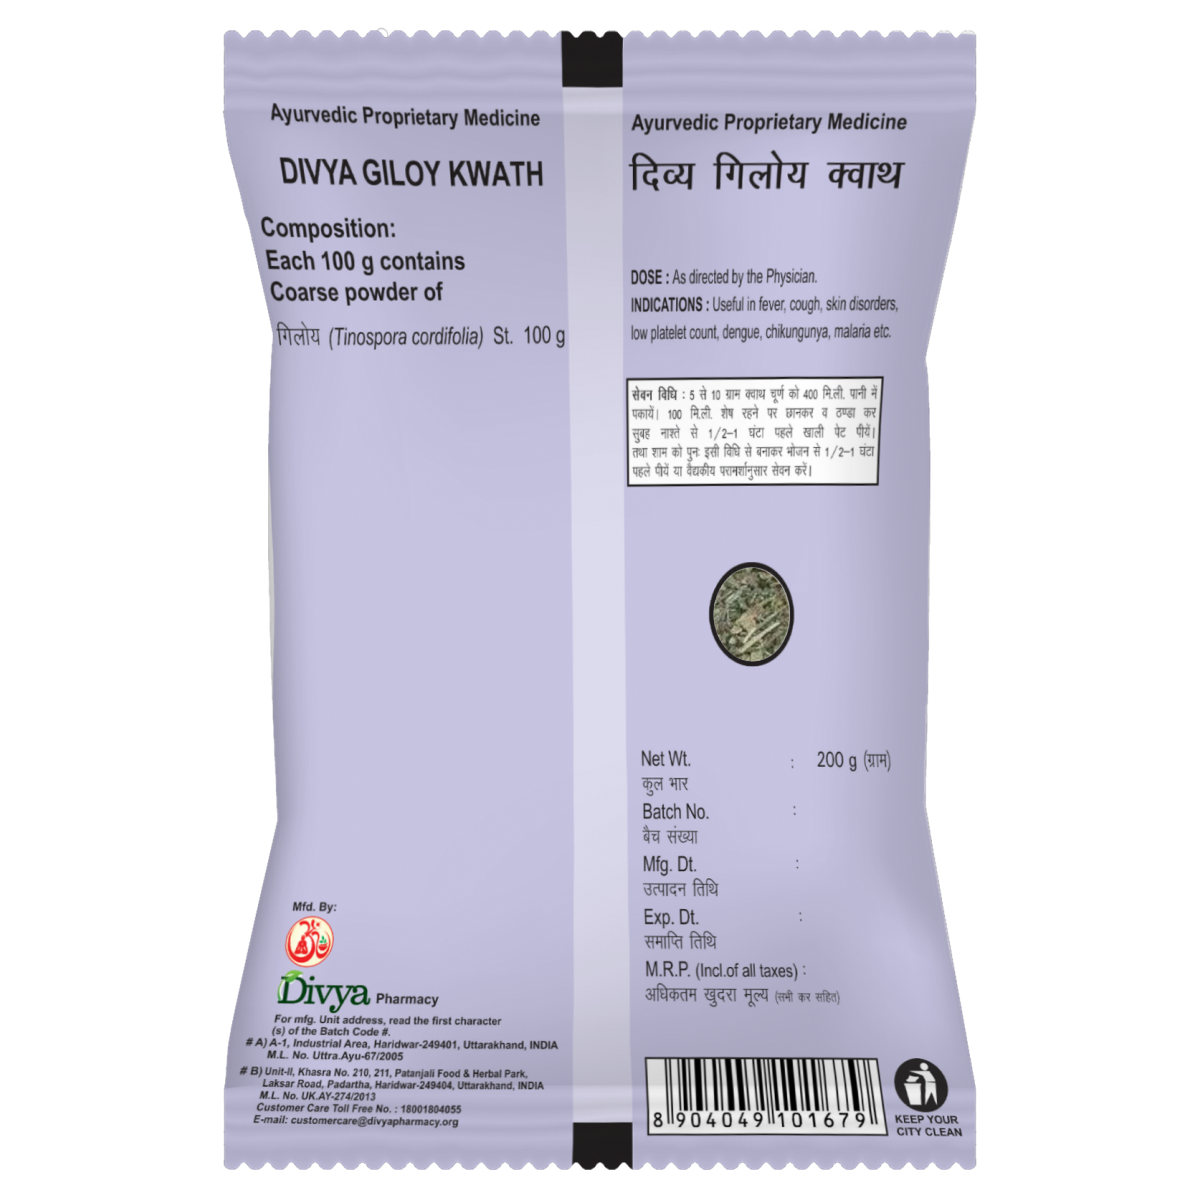 Ayurvedic Proprietary Medicine
DIVYA GILOY KWATH
Composition:
Each 100 g contains
Coarse powder of
गिलोय (Tinospora cordifolia) St. 100 g
Mfd. By:
Divya Pharmacy
For mfg. Unit address, read the first character
(s) of the Batch Code #.
# A) A-1, Industrial Area, Haridwar-249401, Uttarakhand, INDIA
M.L. No. Uttra.Ayu-67/2005
# B) Unit-II, Khasra No. 210, 211, Patanjali Food & Herbal Park,
Laksar Road, Padartha, Haridwar-249404, Uttarakhand, INDIA
M.L. No. UK.AY-274/2013
Customer Care Toll Free No. : 18001804055
E-mail: customercare@divyapharmacy.org
Ayurvedic Proprietary Medicine
दिव्य गिलोय क्वाथ
DOSE : As directed by the Physician.
INDICATIONS : Useful in fever, cough, skin disorders,
low platelet count, dengue, chikungunya, malaria etc.
सेवन विधि : 5 से 10 ग्राम क्वाथ चूर्ण को 400 मि.ली. पानी में
पकायें। 100 मि.ली. शेष रहने पर छानकर व ठण्डा कर
सुबह नाश्ते से 1/2–1 घंटा पहले खाली पेट पीयें।
तथा शाम को पुनः इसी विधि से बनाकर भोजन से 1/2–1 घंटा
पहले पीयें या वैद्यकीय परामर्शानुसार सेवन करें।
Net Wt. : 200 g (ग्राम)
कुल भार
Batch No. :
बैच संख्या
Mfg. Dt. :
उत्पादन तिथि
Exp. Dt. :
समाप्ति तिथि
M.R.P. (Incl.of all taxes) :
अधिकतम खुदरा मूल्य (सभी कर सहित)
8 904049 101679
KEEP YOUR
CITY CLEAN